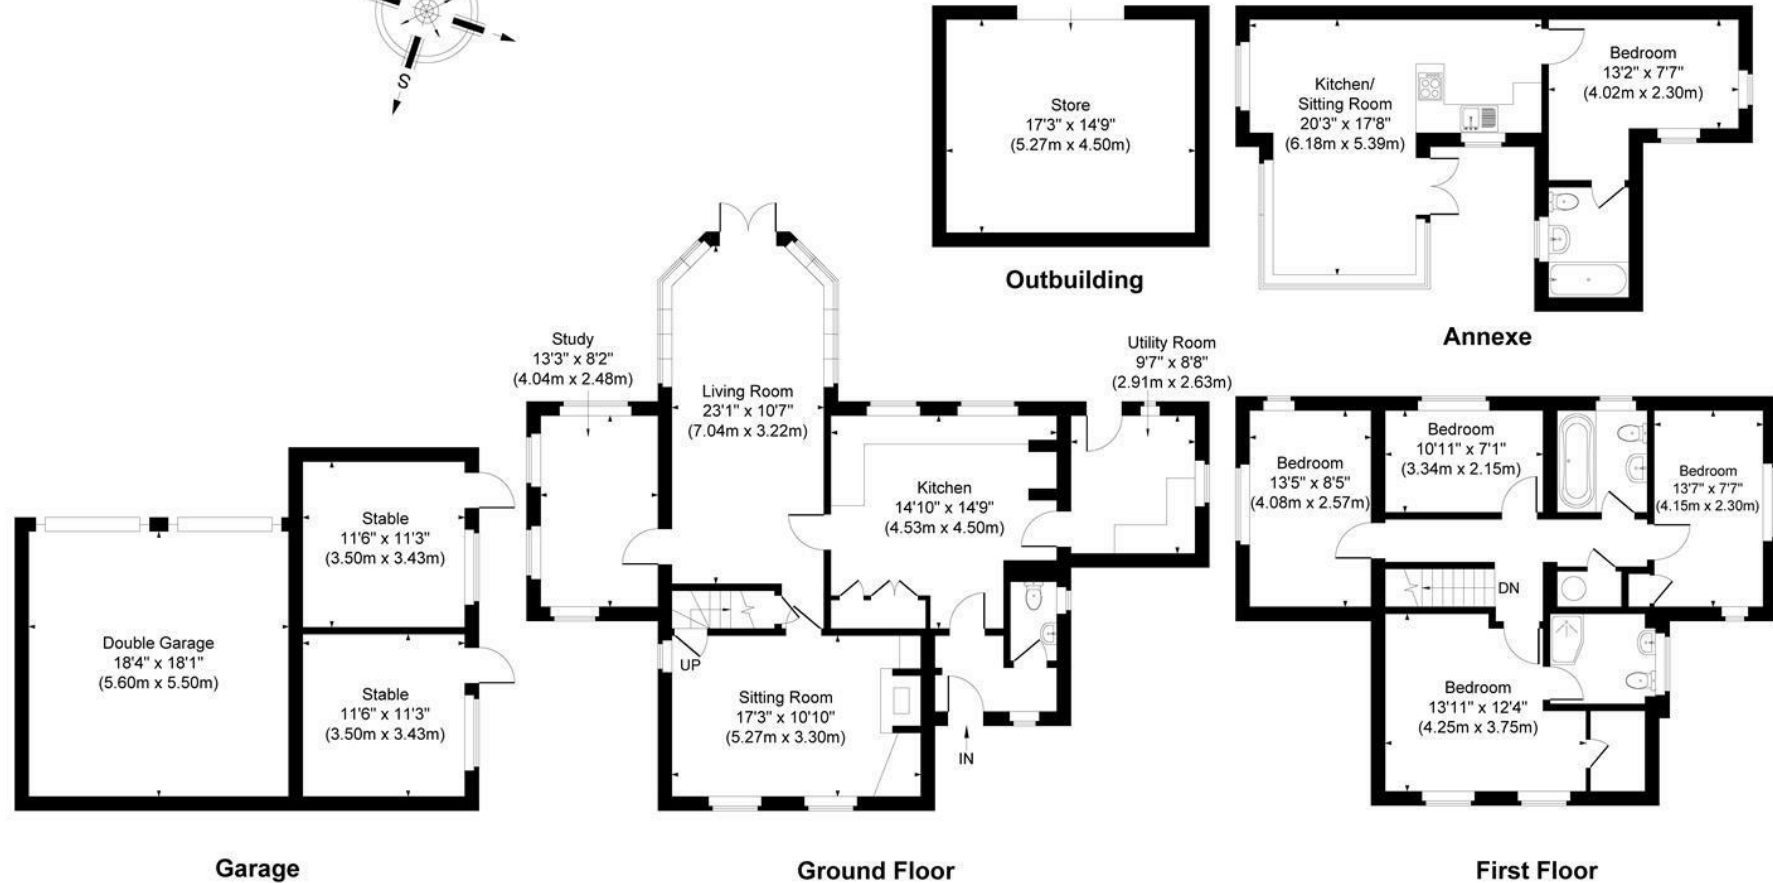 S
Store
17'3" x 14'9"
(5.27m x 4.50m)
Outbuilding
Kitchen/
Sitting Room
20'3" x 17'8"
(6.18m x 5.39m)
Bedroom
13'2" x 7'7"
(4.02m x 2.30m)
Annexe
Double Garage
18'4" x 18'1"
(5.60m x 5.50m)
Stable
11'6" x 11'3"
(3.50m x 3.43m)
Stable
11'6" x 11'3"
(3.50m x 3.43m)
Garage
Study
13'3" x 8'2"
(4.04m x 2.48m)
Living Room
23'1" x 10'7"
(7.04m x 3.22m)
Kitchen
14'10" x 14'9"
(4.53m x 4.50m)
Utility Room
9'7" x 8'8"
(2.91m x 2.63m)
UP
Sitting Room
17'3" x 10'10"
(5.27m x 3.30m)
IN
Ground Floor
Bedroom
13'5" x 8'5"
(4.08m x 2.57m)
Bedroom
10'11" x 7'1"
(3.34m x 2.15m)
Bedroom
13'7" x 7'7"
(4.15m x 2.30m)
DN
Bedroom
13'11" x 12'4"
(4.25m x 3.75m)
First Floor